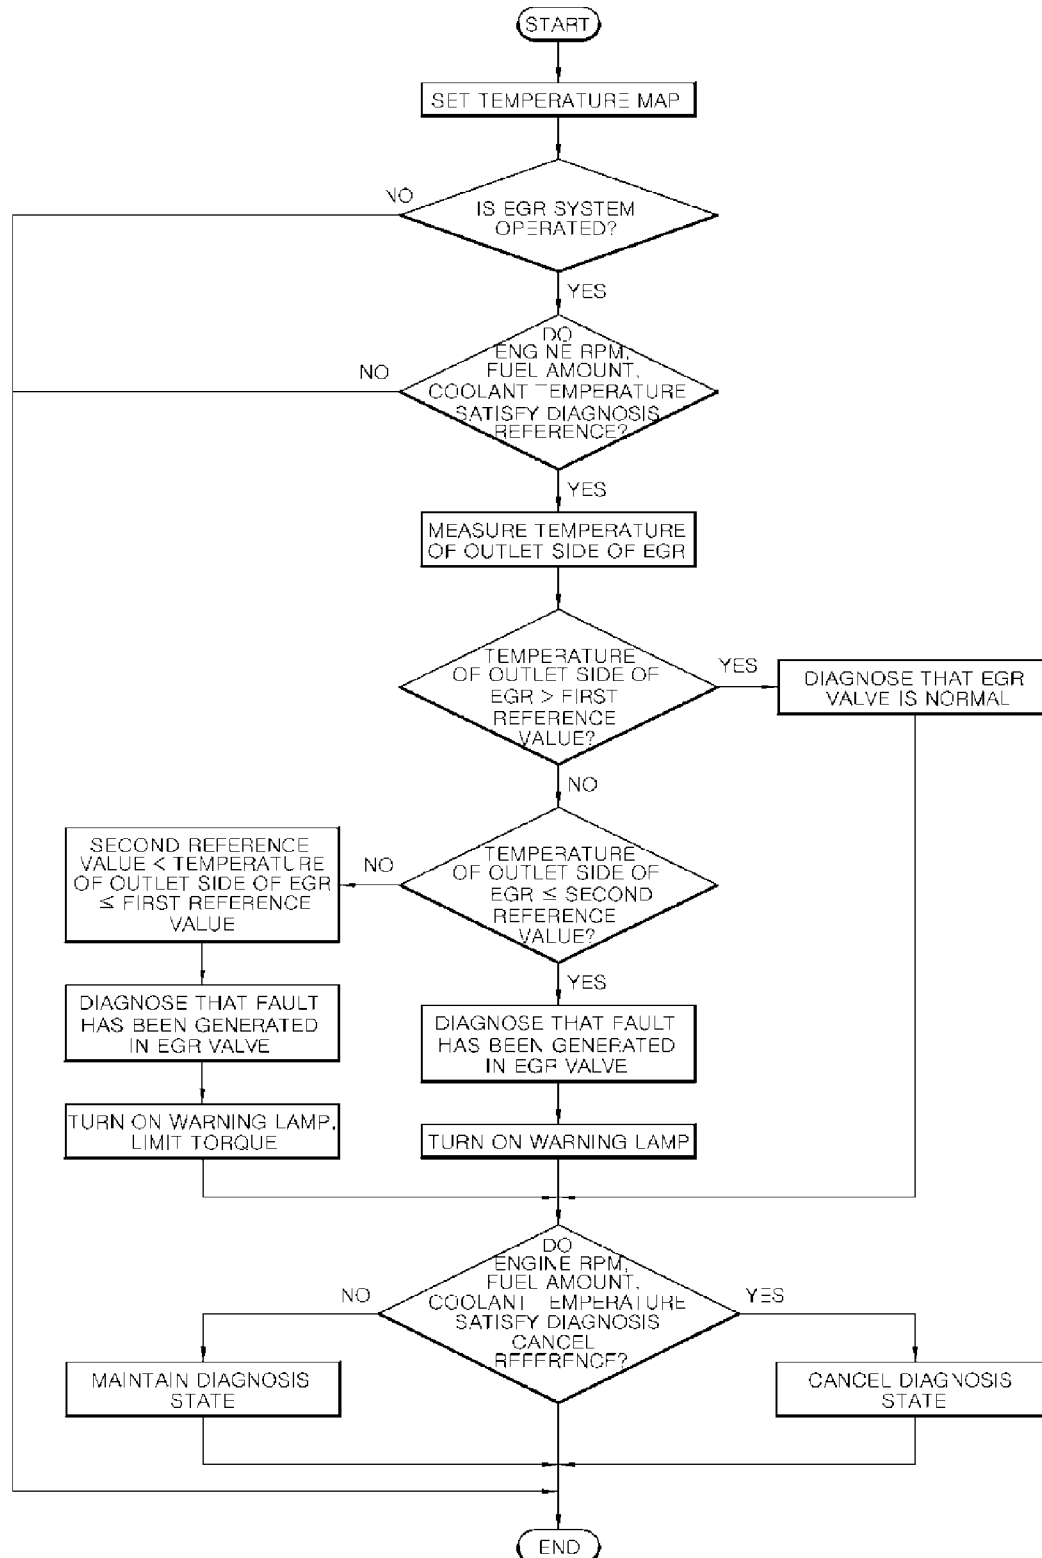 START
SET TEMPERATURE MAP
NO
IS EGR SYSTEM
OPERATED?
YES
DO
ENGINE RPM,
FUEL AMOUNT,
COOLANT TEMPERATURE
SATISFY DIAGNOSIS
REFERENCE?
NO
YES
MEASURE TEMPERATURE
OF OUTLET SIDE OF EGR
TEMPERATURE
OF OUTLET SIDE OF
EGR > FIRST
REFERENCE
VALUE?
YES
DIAGNOSE THAT EGR
VALVE IS NORMAL
NO
SECOND REFERENCE
VALUE < TEMPERATURE
OF OUTLET SIDE OF EGR
≤ FIRST REFERENCE
VALUE
NO
TEMPERATURE
OF OUTLET SIDE OF
EGR ≤ SECOND
REFERENCE
VALUE?
YES
DIAGNOSE THAT FAULT
HAS BEEN GENERATED
IN EGR VALVE
DIAGNOSE THAT FAULT
HAS BEEN GENERATED
IN EGR VALVE
TURN ON WARNING LAMP,
LIMIT TORQUE
TURN ON WARNING LAMP
DO
ENGINE RPM,
FUEL AMOUNT,
COOLANT TEMPERATURE
SATISFY DIAGNOSIS
CANCEL
REFERENCE?
NO
YES
MAINTAIN DIAGNOSIS
STATE
CANCEL DIAGNOSIS
STATE
END